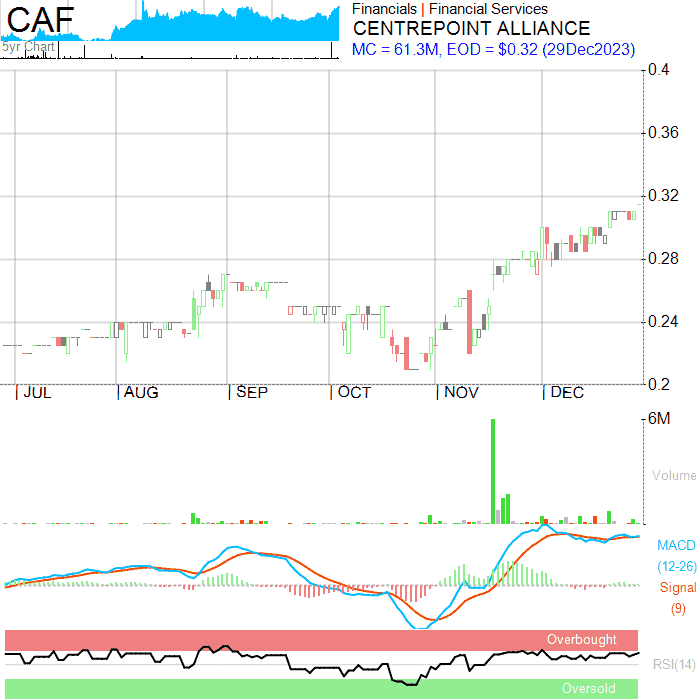 CAF
5yr Chart
Financials | Financial Services
CENTREPOINT ALLIANCE
MC = 61.3M, EOD = $0.32 (29Dec2023)
0.4
0.36
0.32
0.28
0.24
0.2
JUL AUG SEP OCT NOV DEC
6M
Volume
MACD
(12-26)
Signal
(9)
Overbought
RSI(14)
Oversold